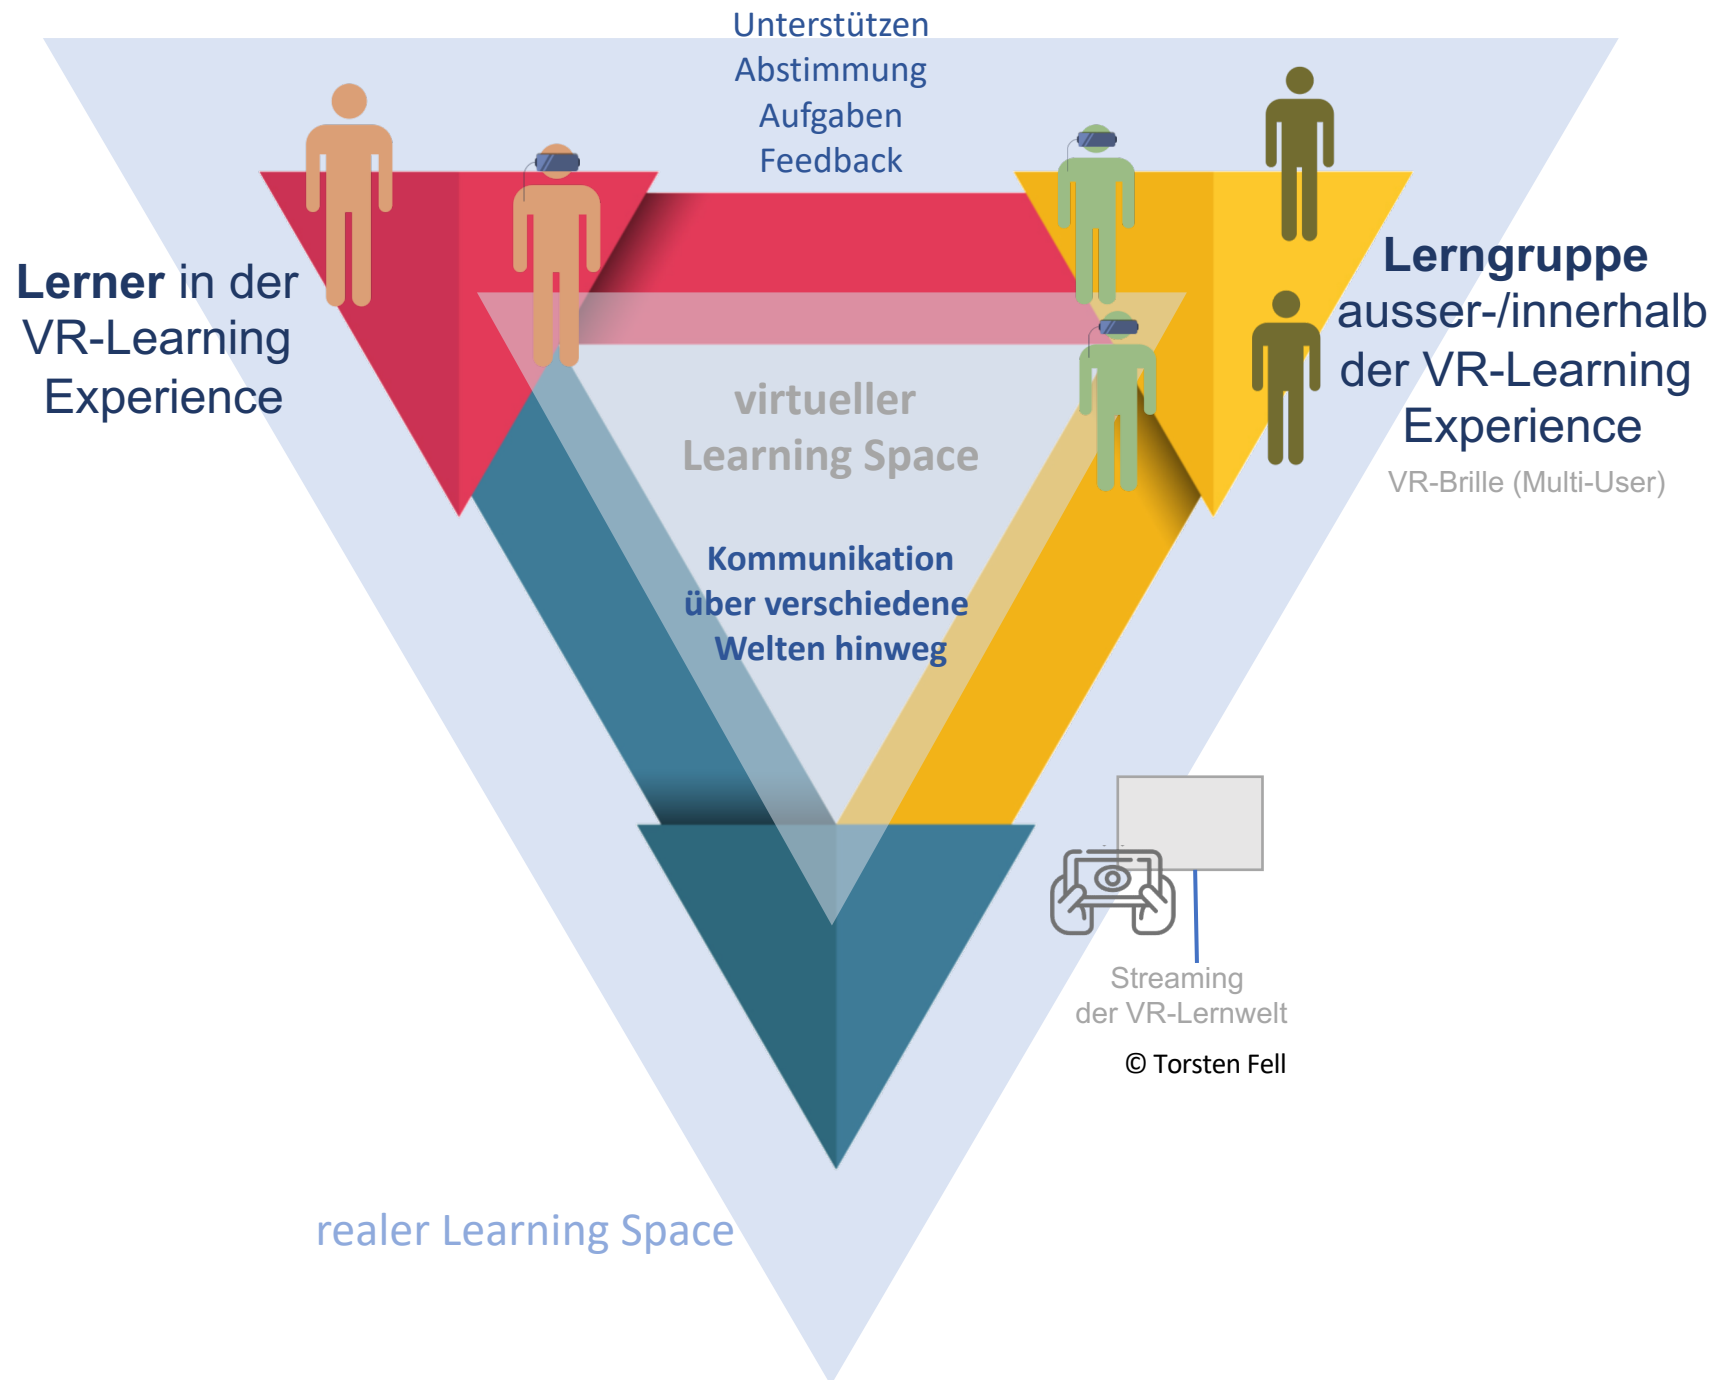 Unterstützen
Abstimmung
Aufgaben
Feedback
Lerner in der
VR-Learning
Experience
Lerngruppe
ausser-/innerhalb
der VR-Learning
Experience
VR-Brille (Multi-User)
virtueller
Learning Space
Kommunikation
über verschiedene
Welten hinweg
Streaming
der VR-Lernwelt
© Torsten Fell
realer Learning Space